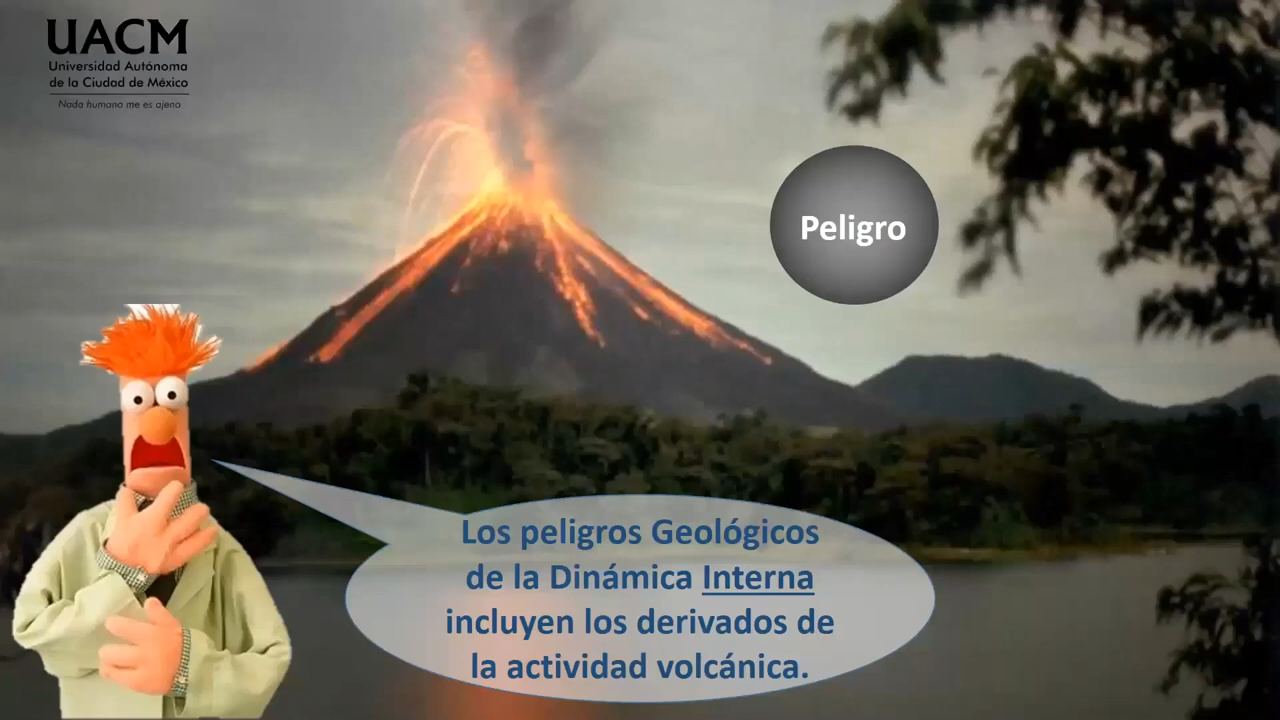 UACM
Universidad Autónoma
de la Ciudad de México
Nada humano me es ajeno
Peligro
Los peligros Geológicos
de la Dinámica Interna
incluyen los derivados de
la actividad volcánica.